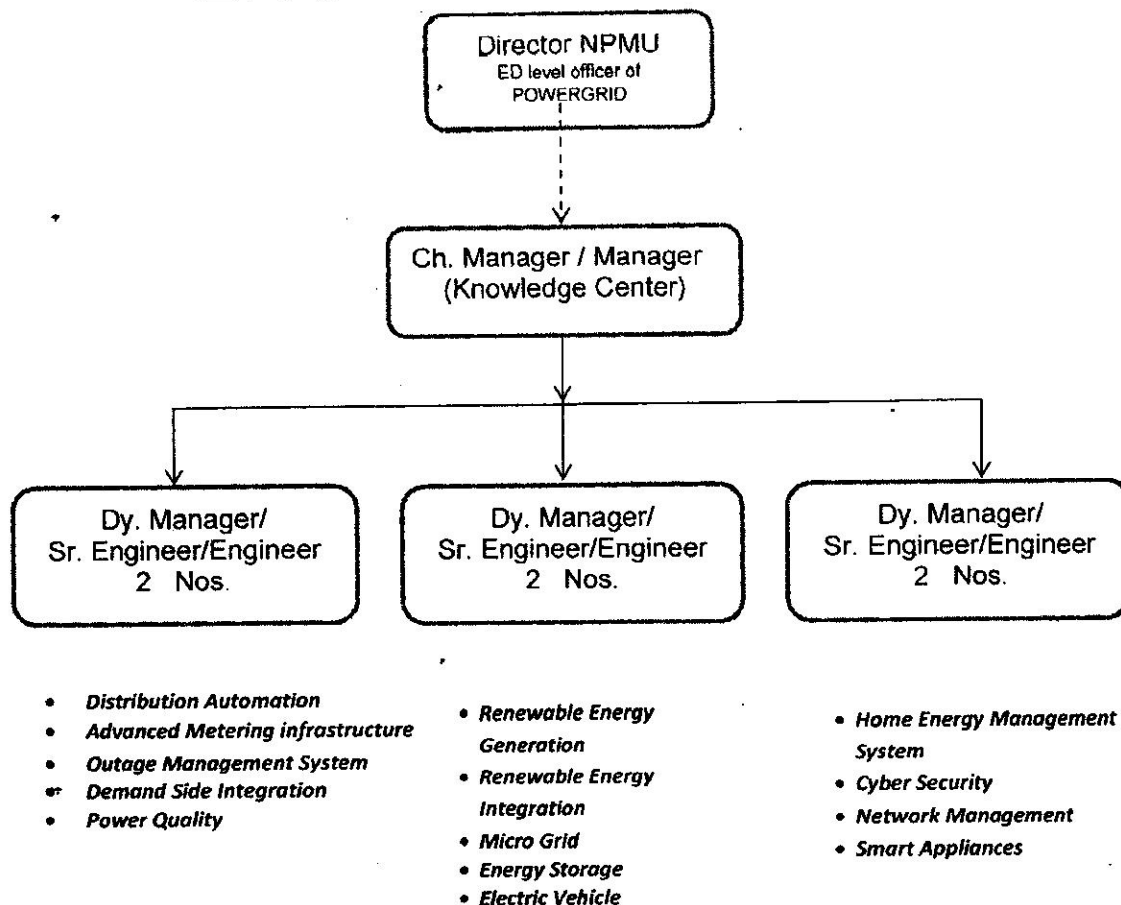 Director NPMU
ED level officer of
POWERGRID
Ch. Manager / Manager
(Knowledge Center)
Dy. Manager/
Sr. Engineer/Engineer
2 Nos.
Dy. Manager/
Sr. Engineer/Engineer
2 Nos.
Dy. Manager/
Sr. Engineer/Engineer
2 Nos.
• Distribution Automation
• Advanced Metering infrastructure
• Outage Management System
• Demand Side Integration
• Power Quality
• Renewable Energy
Generation
• Renewable Energy
Integration
• Micro Grid
• Energy Storage
• Electric Vehicle
• Home Energy Management
System
• Cyber Security
• Network Management
• Smart Appliances